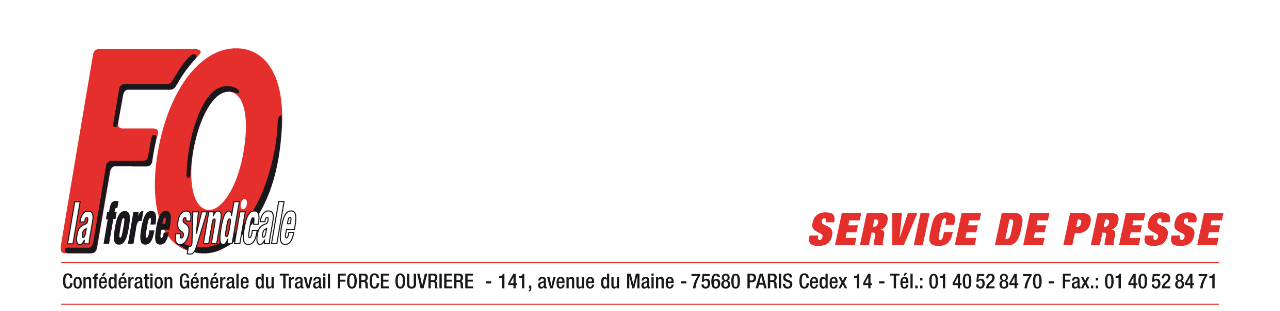 FO
la force syndicale
SERVICE DE PRESSE
Confédération Générale du Travail FORCE OUVRIERE - 141, avenue du Maine - 75680 PARIS Cedex 14 - Tél.: 01 40 52 84 70 - Fax.: 01 40 52 84 71